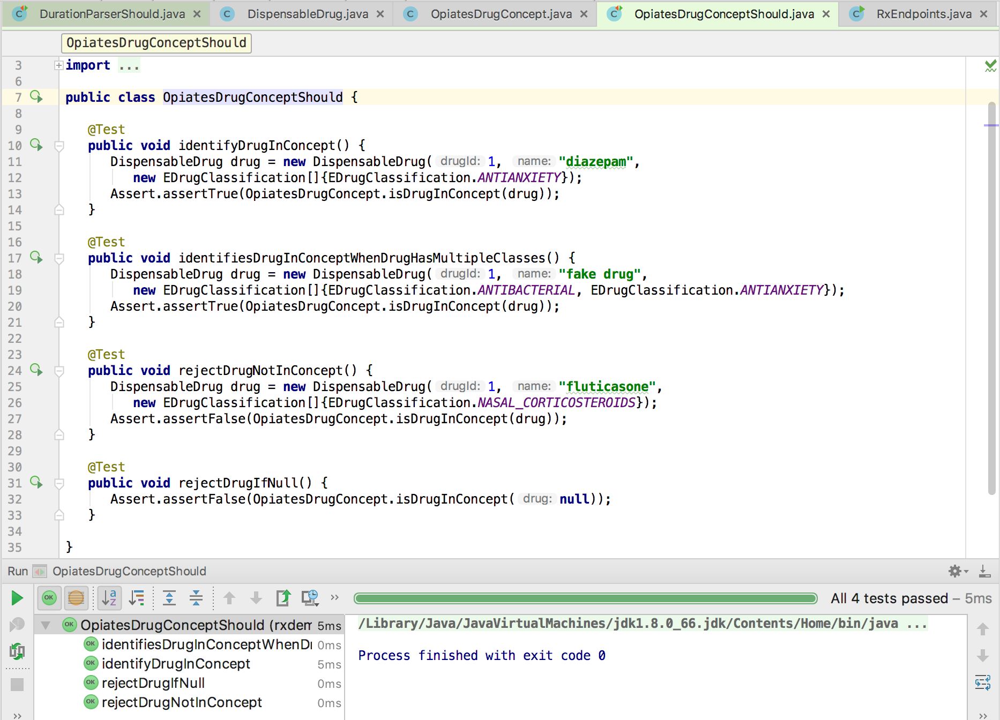 DurationParserShould.java DispensableDrug.java OpiatesDrugConcept.java OpiatesDrugConceptShould.java RxEndpoints.java
OpiatesDrugConceptShould
3 import ...
6
7 public class OpiatesDrugConceptShould {
8
9 @Test
10 public void identifyDrugInConcept() {
11 DispensableDrug drug = new DispensableDrug( drugId: 1, name: "diazepam",
12 new EDrugClassification[]{EDrugClassification.ANTIANXIETY});
13 Assert.assertTrue(OpiatesDrugConcept.isDrugInConcept(drug));
14 }
15
16 @Test
17 public void identifiesDrugInConceptWhenDrugHasMultipleClasses() {
18 DispensableDrug drug = new DispensableDrug( drugId: 1, name: "fake drug",
19 new EDrugClassification[]{EDrugClassification.ANTIBACTERIAL, EDrugClassification.ANTIANXIETY});
20 Assert.assertTrue(OpiatesDrugConcept.isDrugInConcept(drug));
21 }
22
23 @Test
24 public void rejectDrugNotInConcept() {
25 DispensableDrug drug = new DispensableDrug( drugId: 1, name: "fluticasone",
26 new EDrugClassification[]{EDrugClassification.NASAL_CORTICOSTEROIDS});
27 Assert.assertFalse(OpiatesDrugConcept.isDrugInConcept(drug));
28 }
29
30 @Test
31 public void rejectDrugIfNull() {
32 Assert.assertFalse(OpiatesDrugConcept.isDrugInConcept( drug: null));
33 }
34
35 }
Run OpiatesDrugConceptShould
All 4 tests passed – 5ms
OpiatesDrugConceptShould (rxdem 5ms
identifiesDrugInConceptWhenDr 0ms
identifyDrugInConcept 5ms
rejectDrugIfNull 0ms
rejectDrugNotInConcept 0ms
/Library/Java/JavaVirtualMachines/jdk1.8.0_66.jdk/Contents/Home/bin/java ...
Process finished with exit code 0